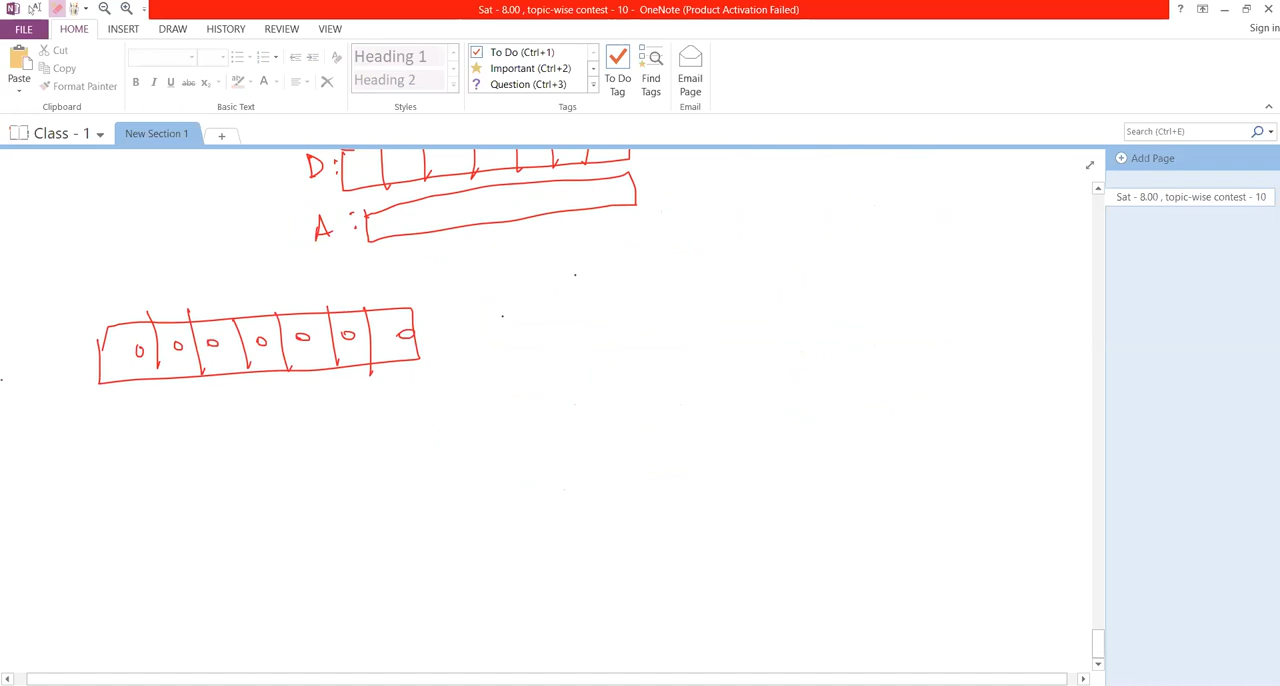 Sat - 8.00 , topic-wise contest - 10 - OneNote (Product Activation Failed)
FILE HOME INSERT DRAW HISTORY REVIEW VIEW Sign in
Paste
Cut
Copy
Format Painter
Clipboard
B I U abc X₂ A
Basic Text
Heading 1
Heading 2
Styles
To Do (Ctrl+1)
Important (Ctrl+2)
Question (Ctrl+3)
To Do Tag
Find Tags
Tags
Email Page
Email
Class - 1
New Section 1
Search (Ctrl+E)
Add Page
Sat - 8.00 , topic-wise contest - 10
D:
A:
0 0 0 0 0 0 0